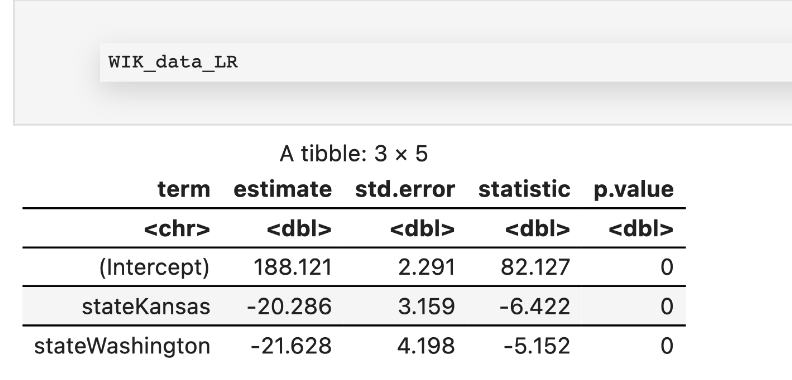 WIK_data_LR
A tibble: 3 × 5
term estimate std.error statistic p.value
<chr> <dbl> <dbl> <dbl> <dbl>
(Intercept) 188.121 2.291 82.127 0
stateKansas -20.286 3.159 -6.422 0
stateWashington -21.628 4.198 -5.152 0